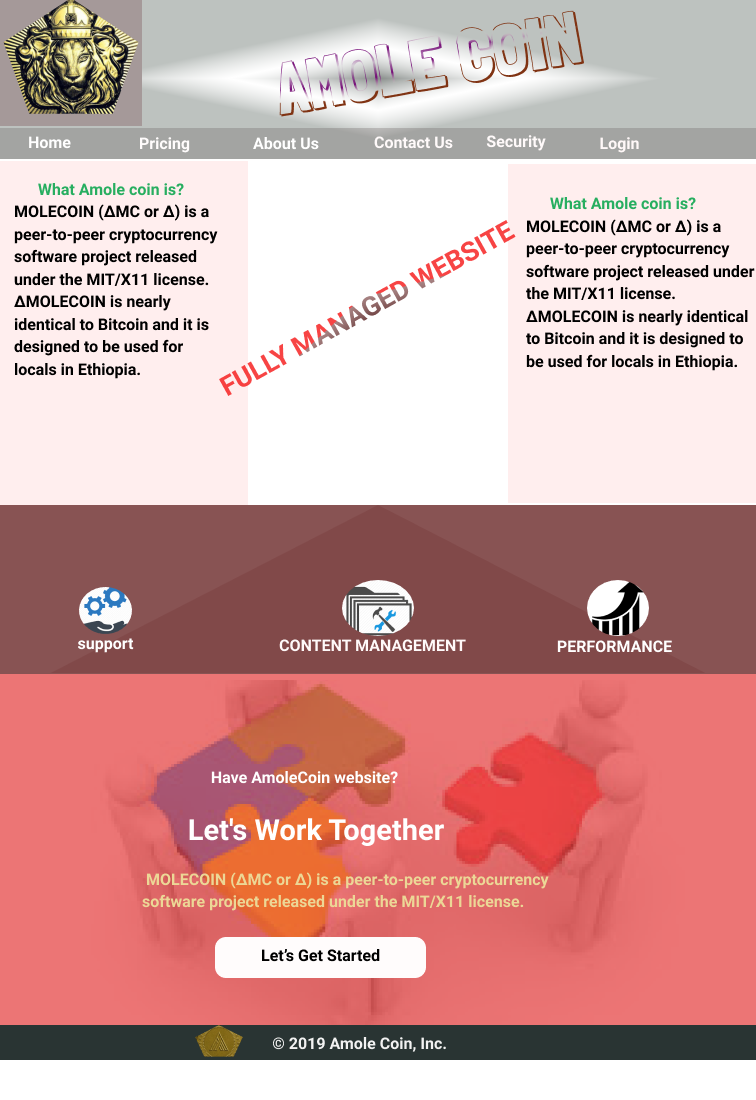 AMOLE COIN
Home Pricing About Us Contact Us Security Login
What Amole coin is?
MOLECOIN (ΔMC or Δ) is a
peer-to-peer cryptocurrency
software project released
under the MIT/X11 license.
ΔMOLECOIN is nearly
identical to Bitcoin and it is
designed to be used for
locals in Ethiopia.
FULLY MANAGED WEBSITE
What Amole coin is?
MOLECOIN (ΔMC or Δ) is a
peer-to-peer cryptocurrency
software project released under
the MIT/X11 license.
ΔMOLECOIN is nearly identical
to Bitcoin and it is designed to
be used for locals in Ethiopia.
support
CONTENT MANAGEMENT
PERFORMANCE
Have AmoleCoin website?
Let's Work Together
MOLECOIN (ΔMC or Δ) is a peer-to-peer cryptocurrency
software project released under the MIT/X11 license.
Let’s Get Started
© 2019 Amole Coin, Inc.